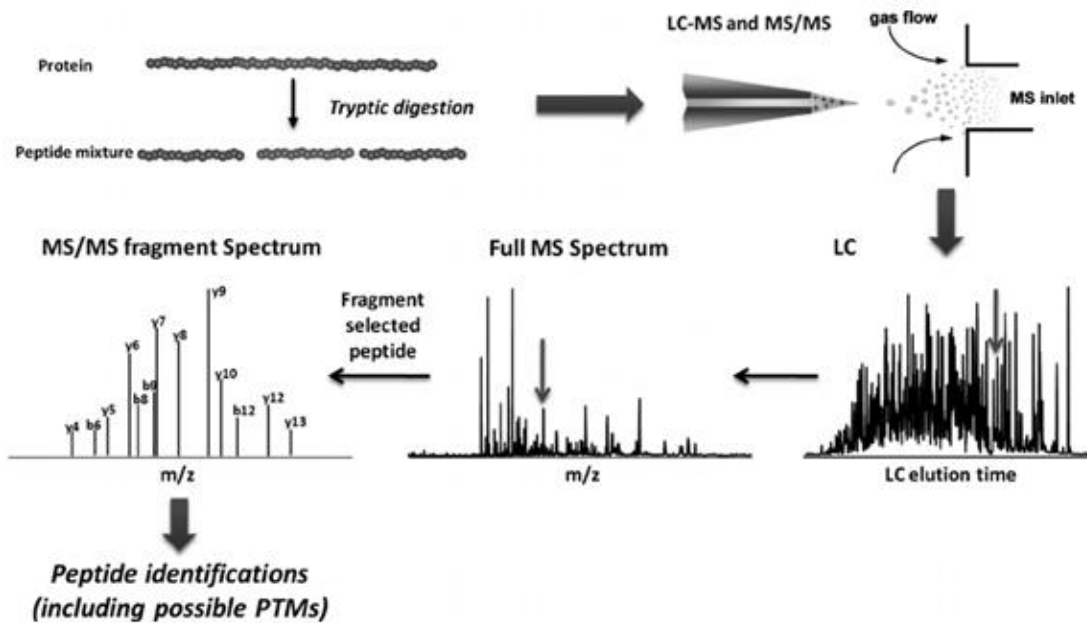 Protein
Tryptic digestion
Peptide mixture
LC-MS and MS/MS
gas flow
MS inlet
MS/MS fragment Spectrum
Full MS Spectrum
LC
y9
y7
y8
y6
Fragment
selected
peptide
b9
y10
b8
y5
b12
y12
y4
b6
y13
m/z
m/z
LC elution time
Peptide identifications
(including possible PTMs)